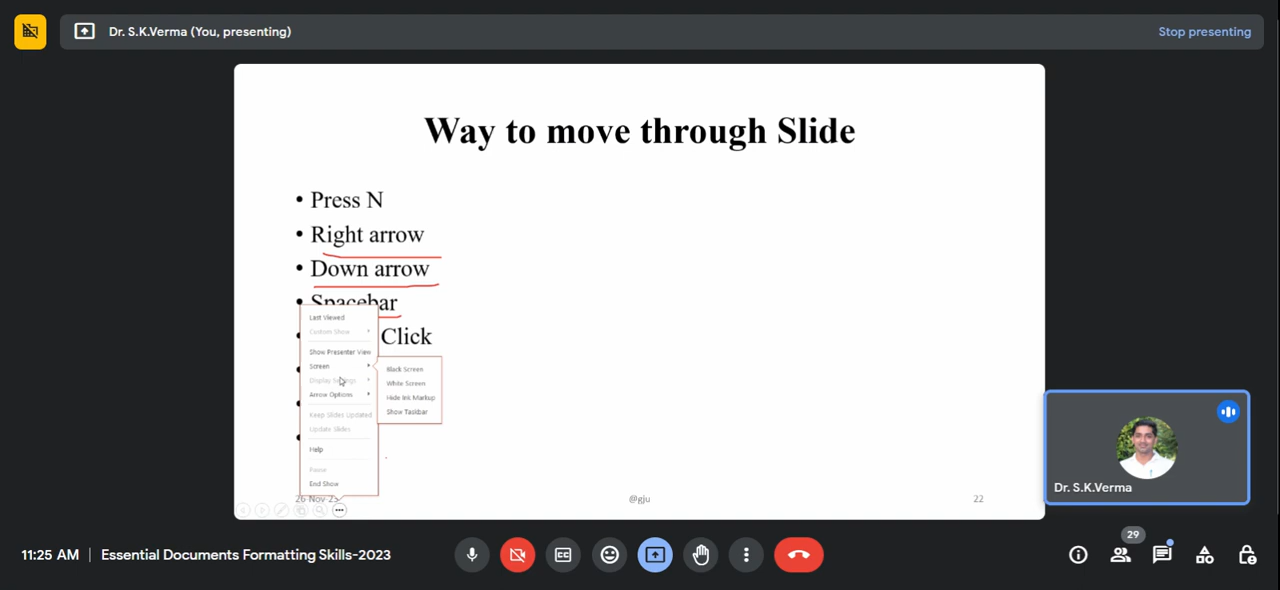 Dr. S.K.Verma (You, presenting)
Stop presenting
Way to move through Slide
• Press N
• Right arrow
• Down arrow
• Spacebar
Click
Last Viewed
Custom Show
Show Presenter View
Screen
Display Settings
Arrow Options
Keep Slides Updated
Update Slides
Help
Pause
End Show
Black Screen
White Screen
Hide Ink Markup
Show Taskbar
26 Nov 23
@gju
22
Dr. S.K.Verma
11:25 AM | Essential Documents Formatting Skills-2023
29